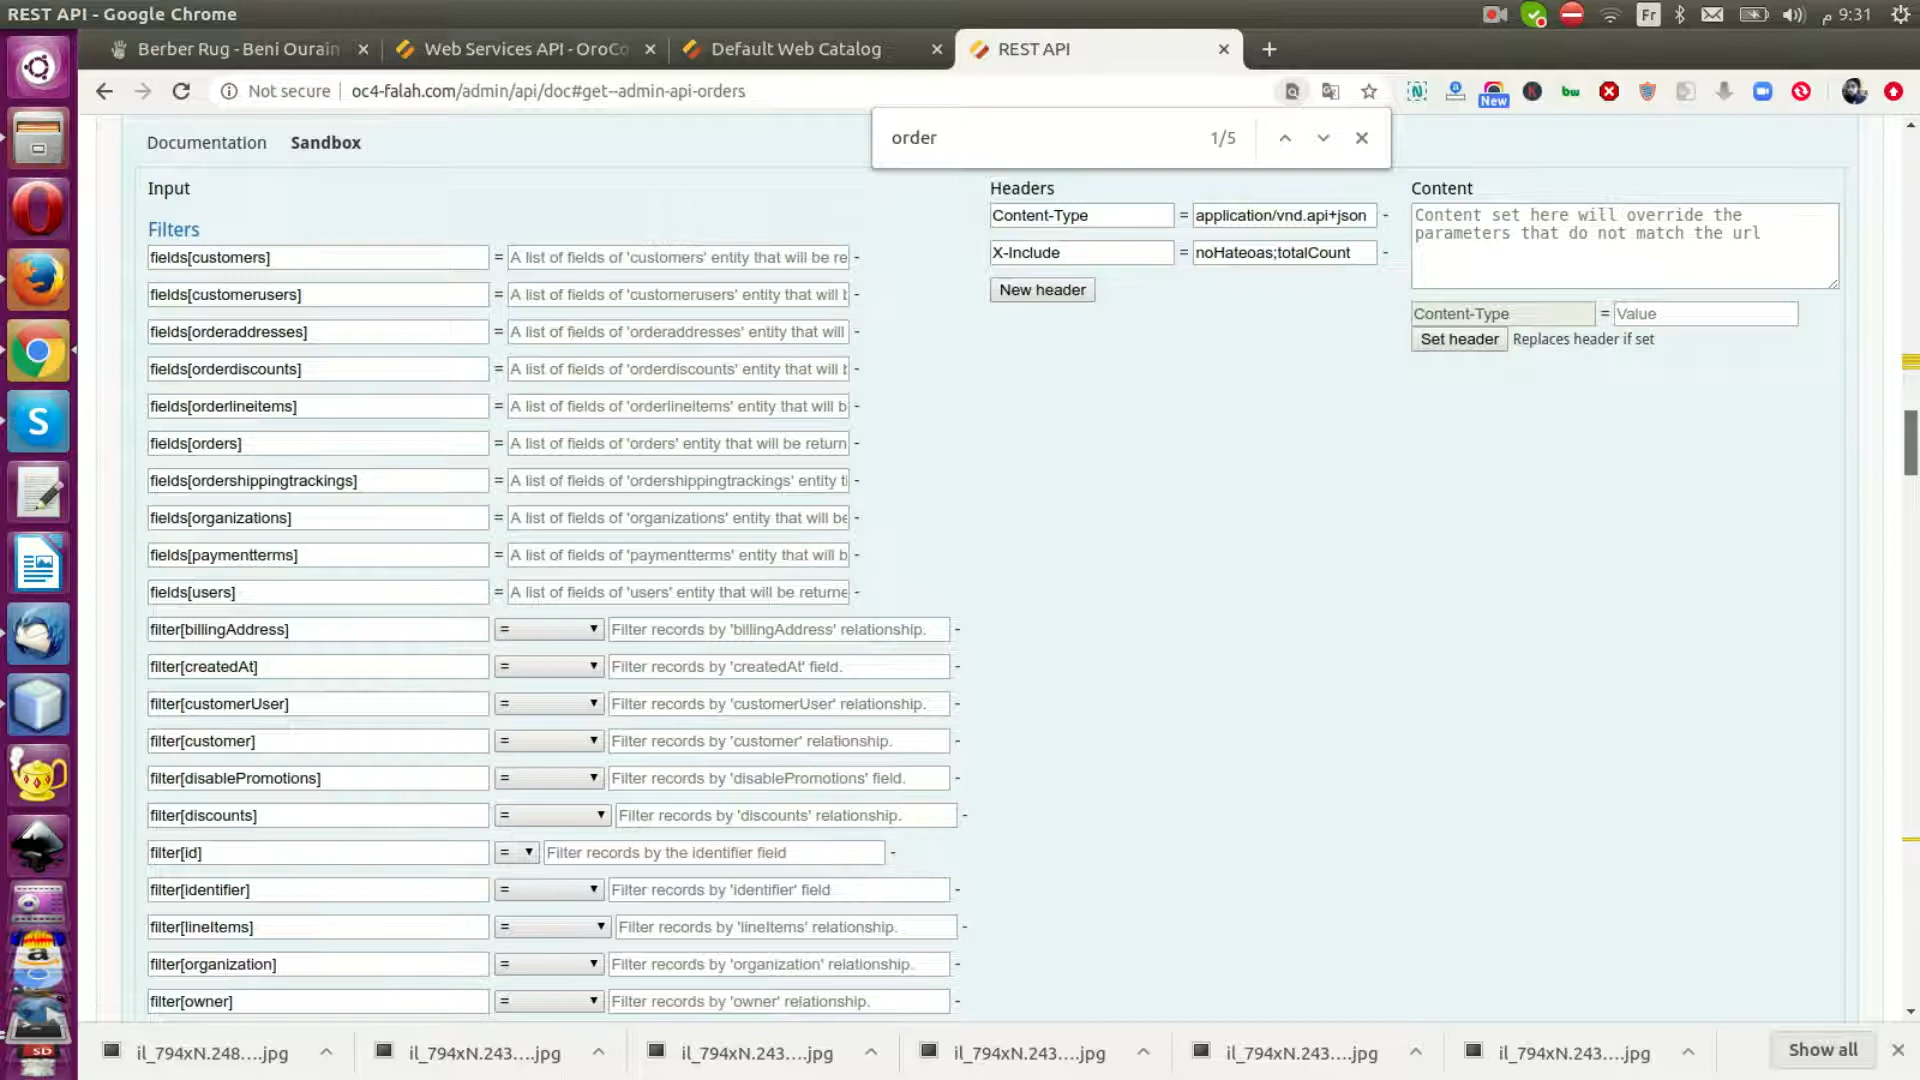 REST API - Google Chrome
Fr
م 9:31
Berber Rug - Beni Ourain
Web Services API - OroCo
Default Web Catalog
REST API
Not secure
oc4-falah.com/admin/api/doc#get--admin-api-orders
New
bw
order
1/5
Documentation
Sandbox
Input
Headers
Content
Filters
Content-Type = application/vnd.api+json -
X-Include = noHateoas;totalCount -
New header
Content set here will override the
parameters that do not match the url
Content-Type = Value
Set header Replaces header if set
fields[customers] = A list of fields of 'customers' entity that will be re -
fields[customerusers] = A list of fields of 'customerusers' entity that will b -
fields[orderaddresses] = A list of fields of 'orderaddresses' entity that will -
fields[orderdiscounts] = A list of fields of 'orderdiscounts' entity that will b -
fields[orderlineitems] = A list of fields of 'orderlineitems' entity that will b -
fields[orders] = A list of fields of 'orders' entity that will be return -
fields[ordershippingtrackings] = A list of fields of 'ordershippingtrackings' entity t -
fields[organizations] = A list of fields of 'organizations' entity that will be -
fields[paymentterms] = A list of fields of 'paymentterms' entity that will b -
fields[users] = A list of fields of 'users' entity that will be returne -
filter[billingAddress] = Filter records by 'billingAddress' relationship. -
filter[createdAt] = Filter records by 'createdAt' field. -
filter[customerUser] = Filter records by 'customerUser' relationship. -
filter[customer] = Filter records by 'customer' relationship. -
filter[disablePromotions] = Filter records by 'disablePromotions' field. -
filter[discounts] = Filter records by 'discounts' relationship. -
filter[id] = Filter records by the identifier field -
filter[identifier] = Filter records by 'identifier' field -
filter[lineItems] = Filter records by 'lineItems' relationship. -
filter[organization] = Filter records by 'organization' relationship. -
filter[owner] = Filter records by 'owner' relationship. -
il_794xN.248....jpg
il_794xN.243....jpg
il_794xN.243....jpg
il_794xN.243....jpg
il_794xN.243....jpg
il_794xN.243....jpg
Show all
SD